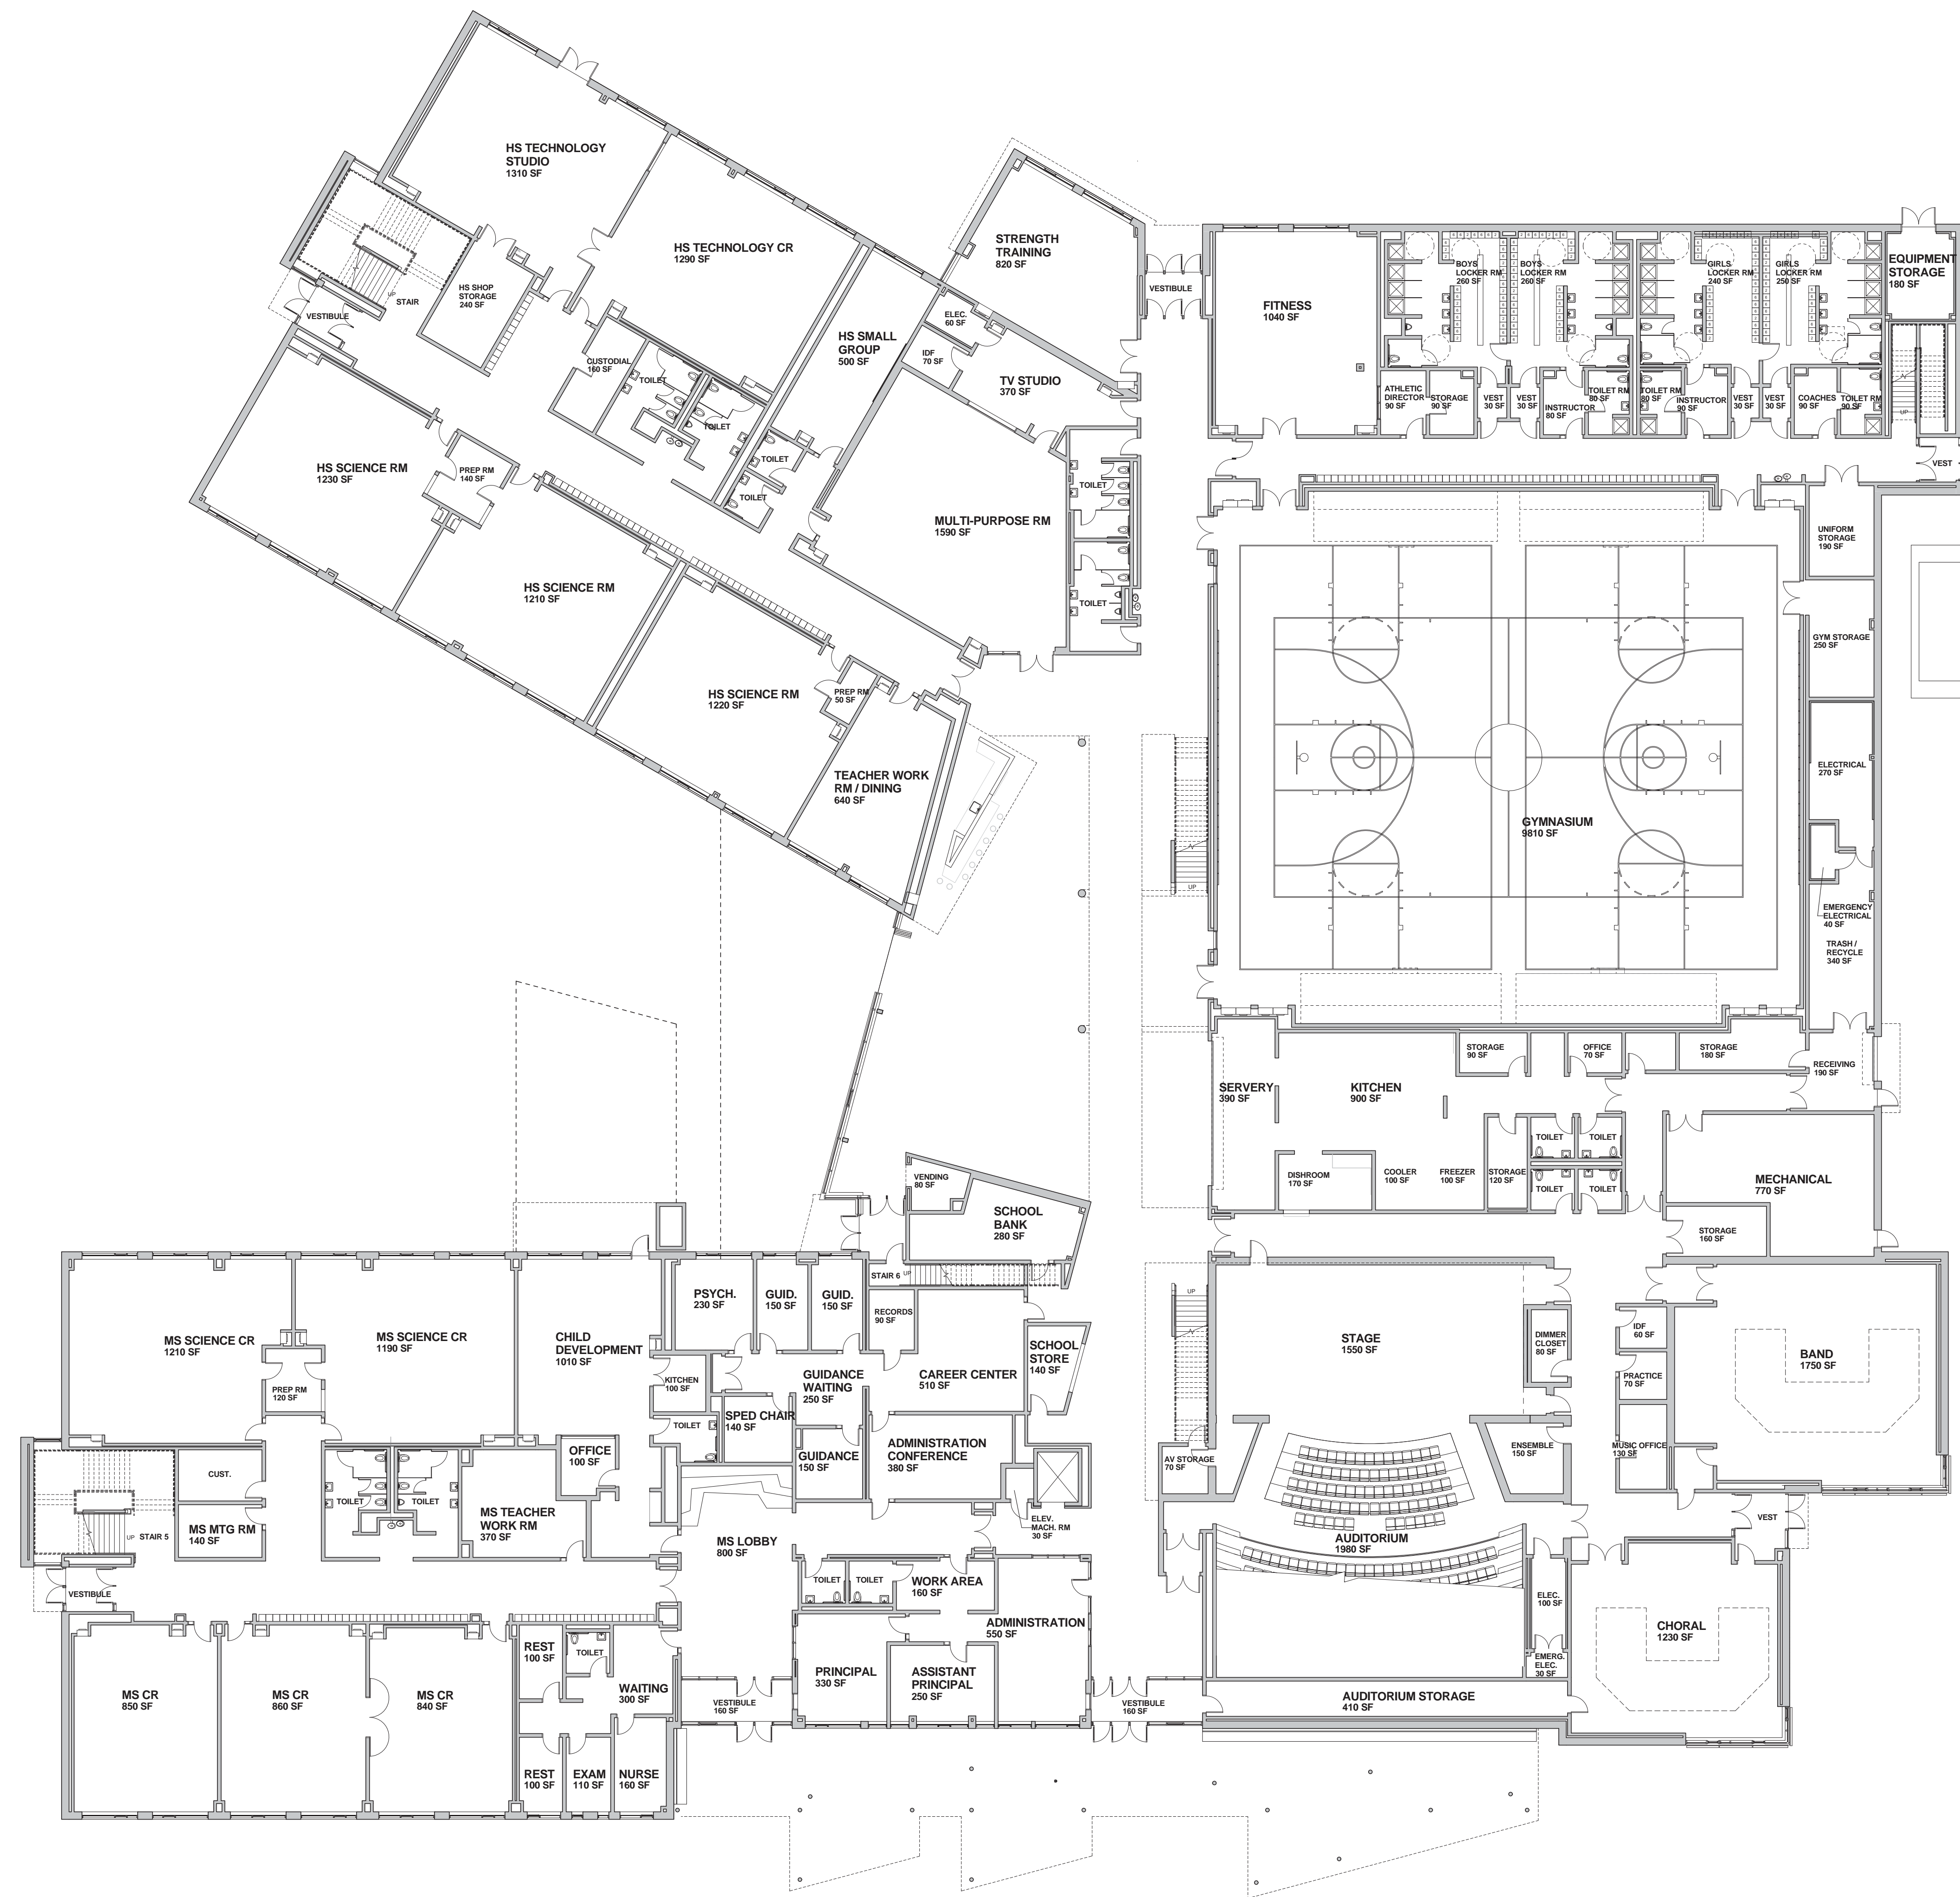 HS TECHNOLOGY
STUDIO
1310 SF
HS TECHNOLOGY CR
1290 SF
STRENGTH
TRAINING
820 SF
VESTIBULE
FITNESS
1040 SF
BOYS
LOCKER RM
260 SF
BOYS
LOCKER RM
260 SF
GIRLS
LOCKER RM
240 SF
GIRLS
LOCKER RM
250 SF
EQUIPMENT
STORAGE
180 SF
UP
UP
STAIR
VESTIBULE
HS SHOP
STORAGE
240 SF
CUSTODIAL
160 SF
TOILET
TOILET
HS SMALL
GROUP
500 SF
ELEC.
60 SF
IDF
70 SF
TV STUDIO
370 SF
TOILET
TOILET
ATHLETIC
DIRECTOR
90 SF
STORAGE
90 SF
VEST
30 SF
VEST
30 SF
INSTRUCTOR
80 SF
TOILET RM
80 SF
TOILET RM
80 SF
INSTRUCTOR
90 SF
VEST
30 SF
VEST
30 SF
COACHES
90 SF
TOILET RM
90 SF
VEST
HS SCIENCE RM
1230 SF
PREP RM
140 SF
HS SCIENCE RM
1210 SF
MULTI-PURPOSE RM
1590 SF
TOILET
TOILET
UNIFORM
STORAGE
190 SF
GYM STORAGE
250 SF
HS SCIENCE RM
1220 SF
PREP RM
50 SF
TEACHER WORK
RM / DINING
640 SF
UP
GYMNASIUM
9810 SF
ELECTRICAL
270 SF
EMERGENCY
ELECTRICAL
40 SF
TRASH /
RECYCLE
340 SF
SERVERY
390 SF
KITCHEN
900 SF
STORAGE
90 SF
OFFICE
70 SF
STORAGE
180 SF
RECEIVING
190 SF
DISHROOM
170 SF
COOLER
100 SF
FREEZER
100 SF
STORAGE
120 SF
TOILET
TOILET
TOILET
TOILET
MECHANICAL
770 SF
STORAGE
160 SF
VENDING
80 SF
SCHOOL
BANK
280 SF
STAIR 6
UP
MS SCIENCE CR
1210 SF
MS SCIENCE CR
1190 SF
PREP RM
120 SF
CHILD
DEVELOPMENT
1010 SF
PSYCH.
230 SF
GUID.
150 SF
GUID.
150 SF
RECORDS
90 SF
KITCHEN
100 SF
GUIDANCE
WAITING
250 SF
CAREER CENTER
510 SF
SCHOOL
STORE
140 SF
TOILET
SPED CHAIR
140 SF
GUIDANCE
150 SF
ADMINISTRATION
CONFERENCE
380 SF
ELEV.
MACH. RM
30 SF
UP
STAGE
1550 SF
DIMMER
CLOSET
80 SF
IDF
60 SF
PRACTICE
70 SF
BAND
1750 SF
AV STORAGE
70 SF
ENSEMBLE
150 SF
MUSIC OFFICE
130 SF
AUDITORIUM
1980 SF
VEST
CUST.
MS MTG RM
140 SF
UP
STAIR 5
VESTIBULE
TOILET
TOILET
MS TEACHER
WORK RM
370 SF
OFFICE
100 SF
MS LOBBY
800 SF
TOILET
TOILET
WORK AREA
160 SF
ADMINISTRATION
550 SF
ELEC.
100 SF
EMERG.
ELEC.
30 SF
CHORAL
1230 SF
MS CR
850 SF
MS CR
860 SF
MS CR
840 SF
REST
100 SF
TOILET
WAITING
300 SF
REST
100 SF
EXAM
110 SF
NURSE
160 SF
VESTIBULE
160 SF
PRINCIPAL
330 SF
ASSISTANT
PRINCIPAL
250 SF
VESTIBULE
160 SF
AUDITORIUM STORAGE
410 SF